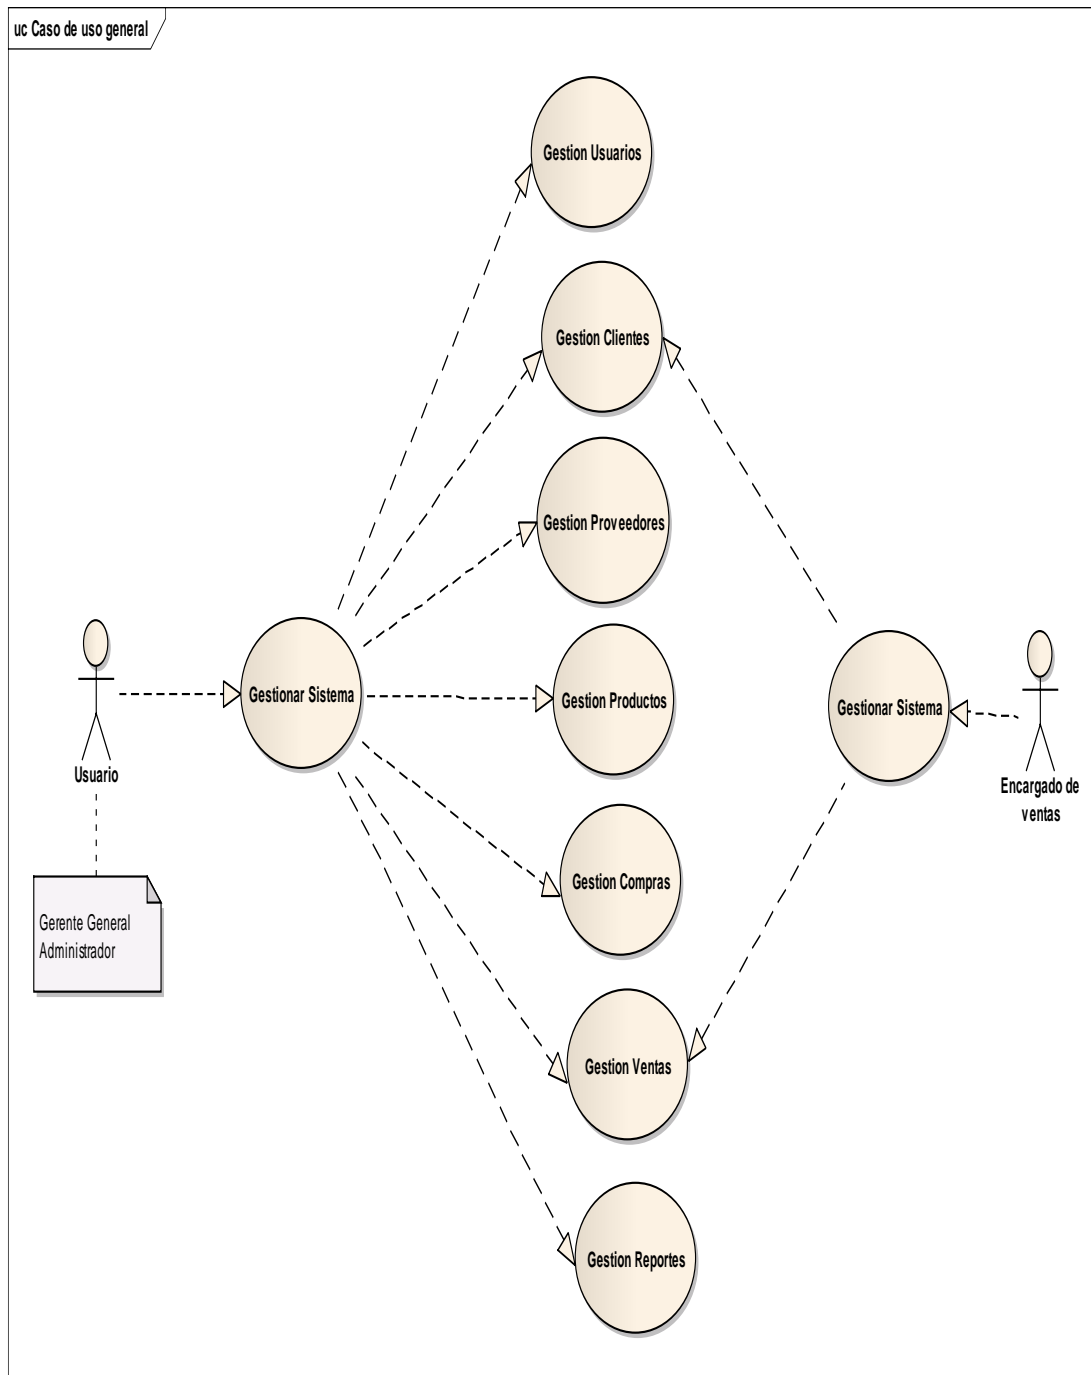 uc Caso de uso general
Gestion Usuarios
Gestion Clientes
Gestion Proveedores
Gestionar Sistema
Gestion Productos
Gestionar Sistema
Usuario
Encargado de
ventas
Gerente General
Administrador
Gestion Compras
Gestion Ventas
Gestion Reportes